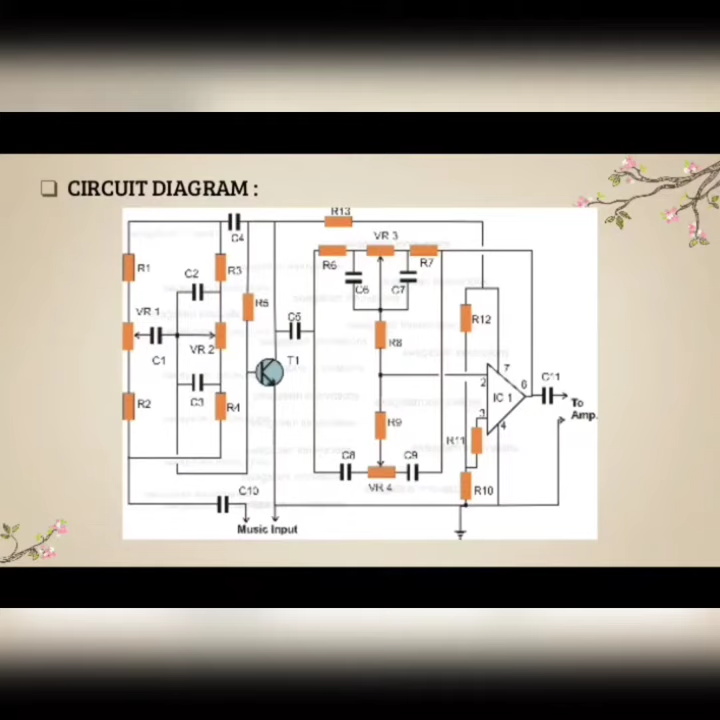 CIRCUIT DIAGRAM :
R13
C4
VR 3
R1
C2
R3
R6
R7
C6
C7
R5
VR 1
C5
R12
R8
VR 2
C1
T1
7
2
6
C11
C3
IC 1
To
R2
R4
3
Amp.
R9
4
R11
C8
C9
C10
VR 4
R10
Music Input